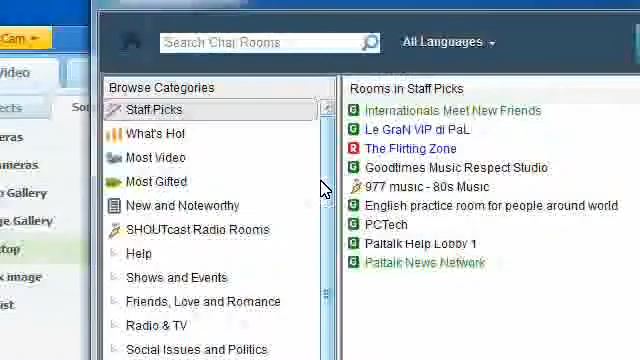 Cam
Search Chat Rooms
All Languages
Video
Browse Categories
Rooms in Staff Picks
Staff Picks
What's Hot
Most Video
Most Gifted
New and Noteworthy
SHOUTcast Radio Rooms
Help
Shows and Events
Friends, Love and Romance
Radio & TV
Social Issues and Politics
Internationals Meet New Friends
Le GraN VIP di PaL
The Flirting Zone
Goodtimes Music Respect Studio
977 music - 80s Music
English practice room for people around world
PCTech
Paltalk Help Lobby 1
Paltalk News Network
ects
So
eras
ameras
o Gallery
ge Gallery
top
x image
ist